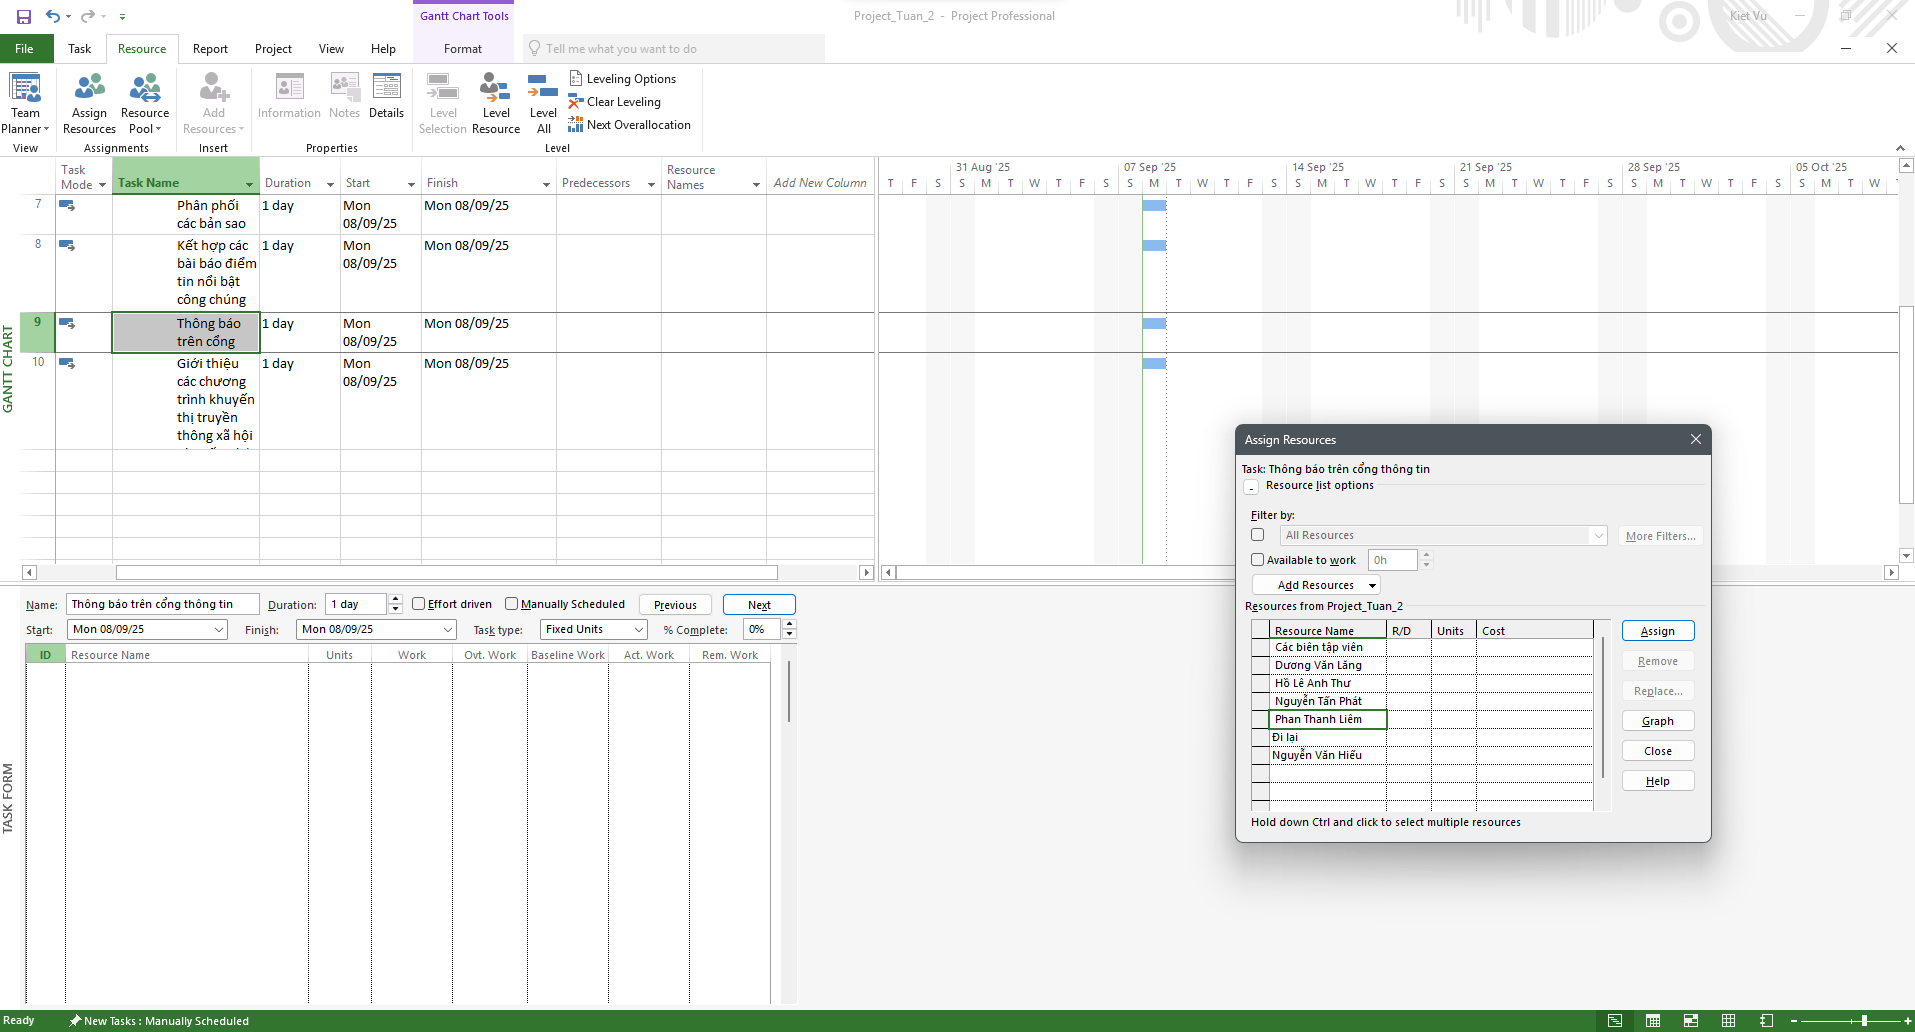 Gantt Chart Tools
Project_Tuan_2 - Project Professional
Kiet Vu
File Task Resource Report Project View Help Format Tell me what you want to do
Team Planner
Assign Resources
Resource Pool
Add Resources
Information
Notes
Details
Level Selection
Level Resource
Level All
Leveling Options
Clear Leveling
Next Overallocation
View Assignments Insert Properties Level
Task Mode Task Name Duration Start Finish Predecessors Resource Names Add New Column
31 Aug '25 07 Sep '25 14 Sep '25 21 Sep '25 28 Sep '25 05 Oct '25
T F S S M T W T F S S M T W T F S S M T W T F S S M T W T F S S M T W T F S S M T W
7 Phân phối các bản sao 1 day Mon 08/09/25 Mon 08/09/25
8 Kết hợp các bài báo điểm tin nổi bật công chúng 1 day Mon 08/09/25 Mon 08/09/25
9 Thông báo trên cổng 1 day Mon 08/09/25 Mon 08/09/25
10 Giới thiệu các chương trình khuyến thị truyền thông xã hội 1 day Mon 08/09/25 Mon 08/09/25
GANTT CHART
Assign Resources
Task: Thông báo trên cổng thông tin
- Resource list options
Filter by:
All Resources More Filters...
Available to work 0h
Add Resources
Resources from Project_Tuan_2
Resource Name R/D Units Cost
Các biên tập viên
Dương Văn Lăng
Hồ Lê Anh Thư
Nguyễn Tấn Phát
Phan Thanh Liêm
Đi lại
Nguyễn Văn Hiếu
Assign
Remove
Replace...
Graph
Close
Help
Hold down Ctrl and click to select multiple resources
Name: Thông báo trên cổng thông tin Duration: 1 day Effort driven Manually Scheduled Previous Next
Start: Mon 08/09/25 Finish: Mon 08/09/25 Task type: Fixed Units % Complete: 0%
ID Resource Name Units Work Ovt. Work Baseline Work Act. Work Rem. Work
TASK FORM
Ready New Tasks : Manually Scheduled